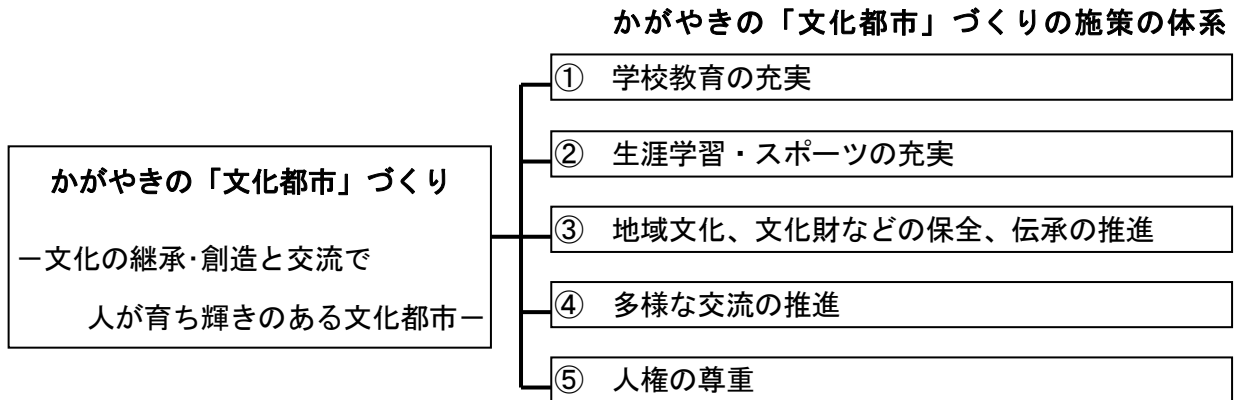 かがやきの「文化都市」づくりの施策の体系
かがやきの「文化都市」づくり
－文化の継承･創造と交流で
人が育ち輝きのある文化都市－
① 学校教育の充実
② 生涯学習・スポーツの充実
③ 地域文化、文化財などの保全、伝承の推進
④ 多様な交流の推進
⑤ 人権の尊重